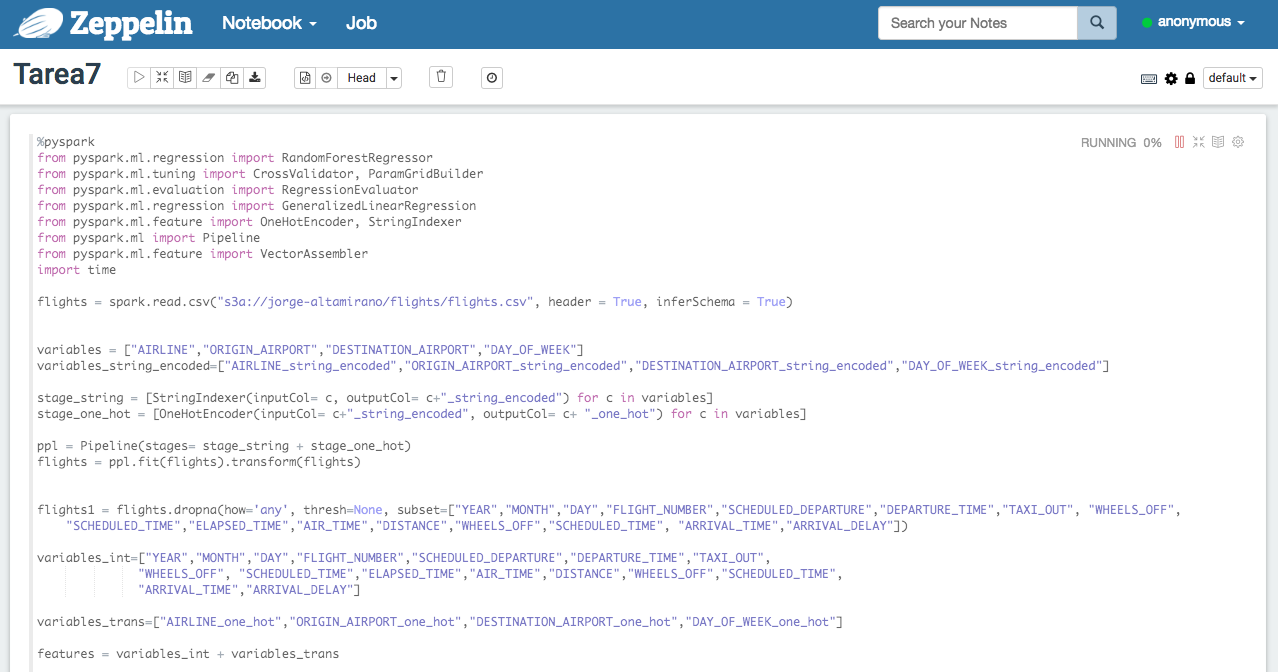 Zeppelin Notebook Job Search your Notes anonymous
Tarea7 Head default
%pyspark RUNNING 0%
from pyspark.ml.regression import RandomForestRegressor
from pyspark.ml.tuning import CrossValidator, ParamGridBuilder
from pyspark.ml.evaluation import RegressionEvaluator
from pyspark.ml.regression import GeneralizedLinearRegression
from pyspark.ml.feature import OneHotEncoder, StringIndexer
from pyspark.ml import Pipeline
from pyspark.ml.feature import VectorAssembler
import time
flights = spark.read.csv("s3a://jorge-altamirano/flights/flights.csv", header = True, inferSchema = True)
variables = ["AIRLINE","ORIGIN_AIRPORT","DESTINATION_AIRPORT","DAY_OF_WEEK"]
variables_string_encoded=["AIRLINE_string_encoded","ORIGIN_AIRPORT_string_encoded","DESTINATION_AIRPORT_string_encoded","DAY_OF_WEEK_string_encoded"]
stage_string = [StringIndexer(inputCol= c, outputCol= c+"_string_encoded") for c in variables]
stage_one_hot = [OneHotEncoder(inputCol= c+"_string_encoded", outputCol= c+ "_one_hot") for c in variables]
ppl = Pipeline(stages= stage_string + stage_one_hot)
flights = ppl.fit(flights).transform(flights)
flights1 = flights.dropna(how='any', thresh=None, subset=["YEAR","MONTH","DAY","FLIGHT_NUMBER","SCHEDULED_DEPARTURE","DEPARTURE_TIME","TAXI_OUT", "WHEELS_OFF",
"SCHEDULED_TIME","ELAPSED_TIME","AIR_TIME","DISTANCE","WHEELS_OFF","SCHEDULED_TIME", "ARRIVAL_TIME","ARRIVAL_DELAY"])
variables_int=["YEAR","MONTH","DAY","FLIGHT_NUMBER","SCHEDULED_DEPARTURE","DEPARTURE_TIME","TAXI_OUT",
"WHEELS_OFF", "SCHEDULED_TIME","ELAPSED_TIME","AIR_TIME","DISTANCE","WHEELS_OFF","SCHEDULED_TIME",
"ARRIVAL_TIME","ARRIVAL_DELAY"]
variables_trans=["AIRLINE_one_hot","ORIGIN_AIRPORT_one_hot","DESTINATION_AIRPORT_one_hot","DAY_OF_WEEK_one_hot"]
features = variables_int + variables_trans